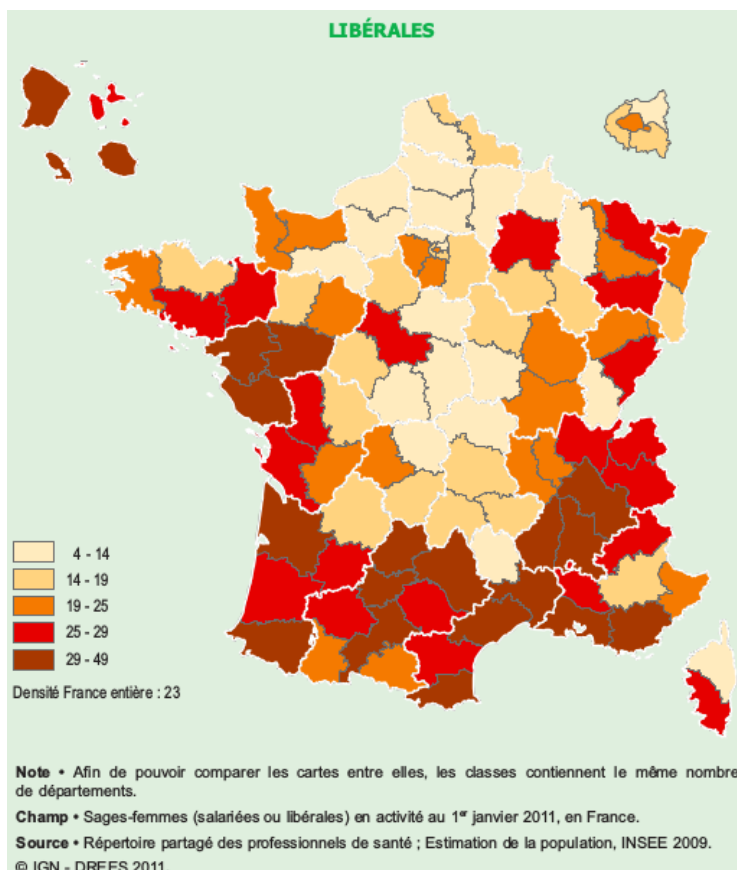 LIBÉRALES
4 - 14
14 - 19
19 - 25
25 - 29
29 - 49
Densité France entière : 23
Note • Afin de pouvoir comparer les cartes entre elles, les classes contiennent le même nombre
de départements.
Champ • Sages-femmes (salariées ou libérales) en activité au 1er janvier 2011, en France.
Source • Répertoire partagé des professionnels de santé ; Estimation de la population, INSEE 2009.
© IGN - DREES 2011